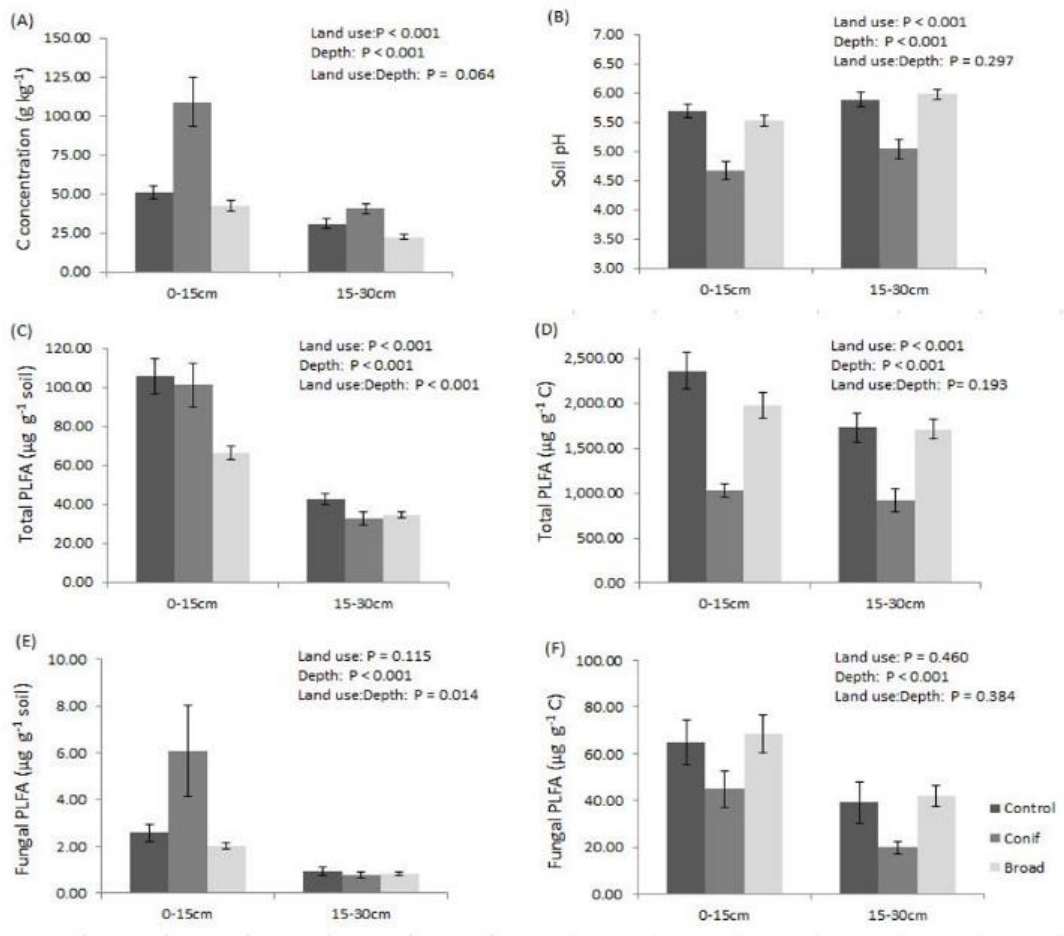 (A)
Land use:P < 0.001
Depth: P < 0.001
Land use:Depth: P = 0.064
C concentration (g kg⁻¹)
150.00
125.00
100.00
75.00
50.00
25.00
0.00
0-15cm 15-30cm
(B)
Land use:P < 0.001
Depth: P < 0.001
Land use:Depth: P = 0.297
Soil pH
7.00
6.50
6.00
5.50
5.00
4.50
4.00
3.50
3.00
0-15cm 15-30cm
(C)
Land use: P < 0.001
Depth: P < 0.001
Land use:Depth: P < 0.001
Total PLFA (µg g⁻¹ soil)
120.00
100.00
80.00
60.00
40.00
20.00
0.00
0-15cm 15-30cm
(D)
Land use: P < 0.001
Depth: P < 0.001
Land use:Depth: P= 0.193
Total PLFA (µg g⁻¹ C)
2,500.00
2,000.00
1,500.00
1,000.00
500.00
0.00
0-15cm 15-30cm
(E)
Land use: P = 0.115
Depth: P < 0.001
Land use:Depth: P = 0.014
Fungal PLFA (µg g⁻¹ soil)
10.00
8.00
6.00
4.00
2.00
0.00
0-15cm 15-30cm
(F)
Land use: P = 0.460
Depth: P < 0.001
Land use:Depth: P = 0.384
Fungal PLFA (µg g⁻¹ C)
100.00
80.00
60.00
40.00
20.00
0.00
0-15cm 15-30cm
Control
Conif
Broad